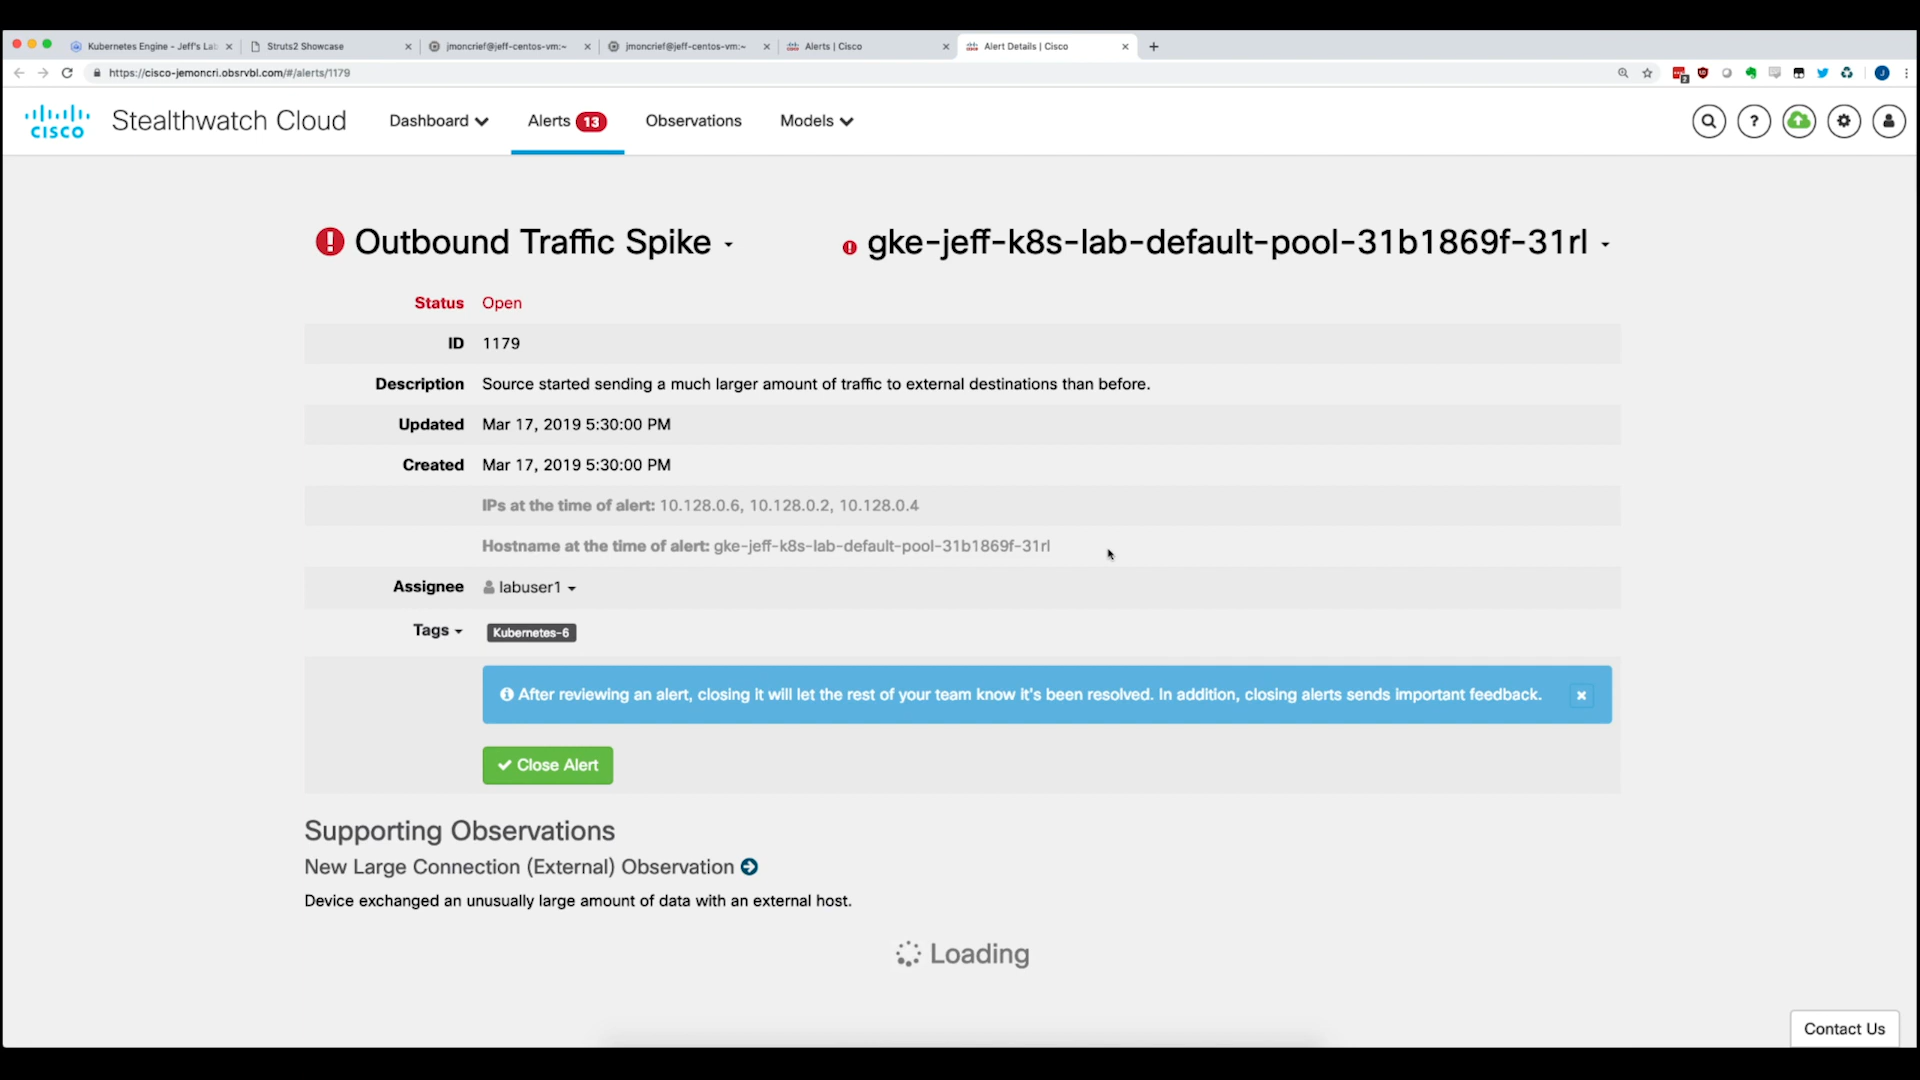 Kubernetes Engine - Jeff's Lab
Struts2 Showcase
jmoncrief@jeff-centos-vm:~
jmoncrief@jeff-centos-vm:~
Alerts | Cisco
Alert Details | Cisco
https://cisco-jemoncri.obsrvbl.com/#/alerts/1179
CISCO
Stealthwatch Cloud
Dashboard
Alerts 13
Observations
Models
Outbound Traffic Spike
gke-jeff-k8s-lab-default-pool-31b1869f-31rl
Status Open
ID 1179
Description Source started sending a much larger amount of traffic to external destinations than before.
Updated Mar 17, 2019 5:30:00 PM
Created Mar 17, 2019 5:30:00 PM
IPs at the time of alert: 10.128.0.6, 10.128.0.2, 10.128.0.4
Hostname at the time of alert: gke-jeff-k8s-lab-default-pool-31b1869f-31rl
Assignee labuser1
Tags Kubernetes-6
After reviewing an alert, closing it will let the rest of your team know it's been resolved. In addition, closing alerts sends important feedback.
Close Alert
Supporting Observations
New Large Connection (External) Observation
Device exchanged an unusually large amount of data with an external host.
Loading
Contact Us